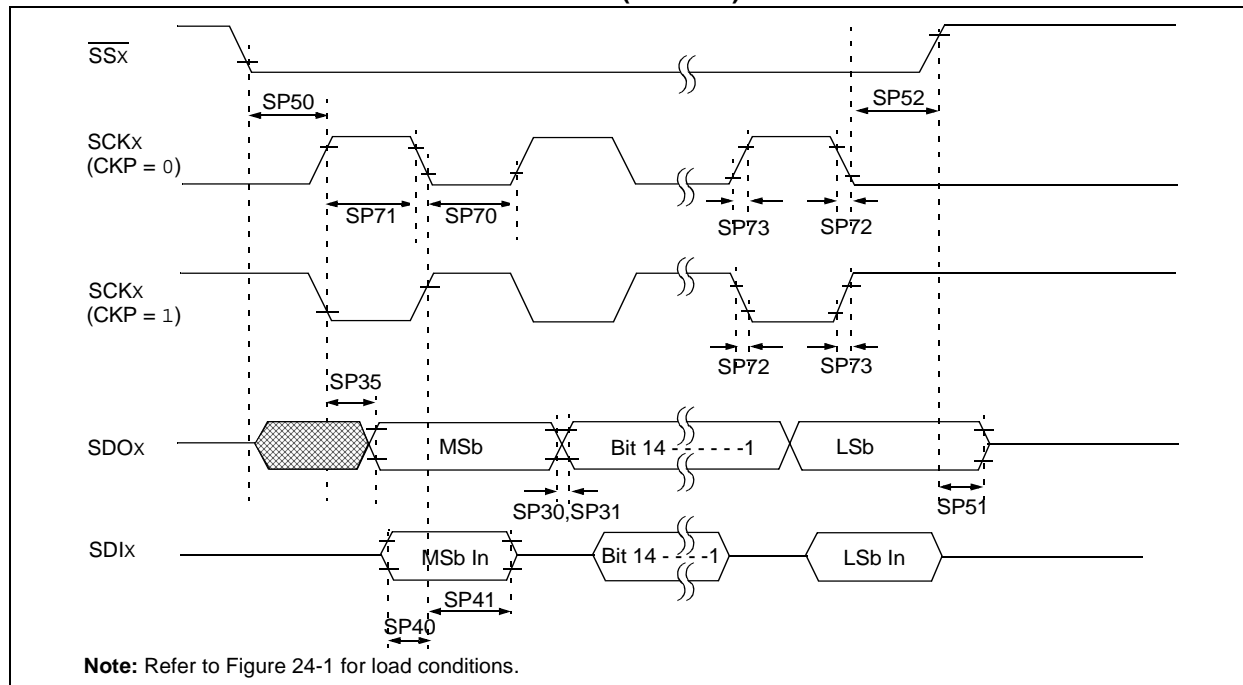 SSx
SP50
SP52
SCKx
(CKP = 0)
SP71
SP70
SP73
SP72
SCKx
(CKP = 1)
SP72
SP73
SP35
SDOx
MSb
Bit 14 - - - - - -1
LSb
SP30,SP31
SP51
SDIx
MSb In
Bit 14 - - - -1
LSb In
SP41
SP40
Note: Refer to Figure 24-1 for load conditions.